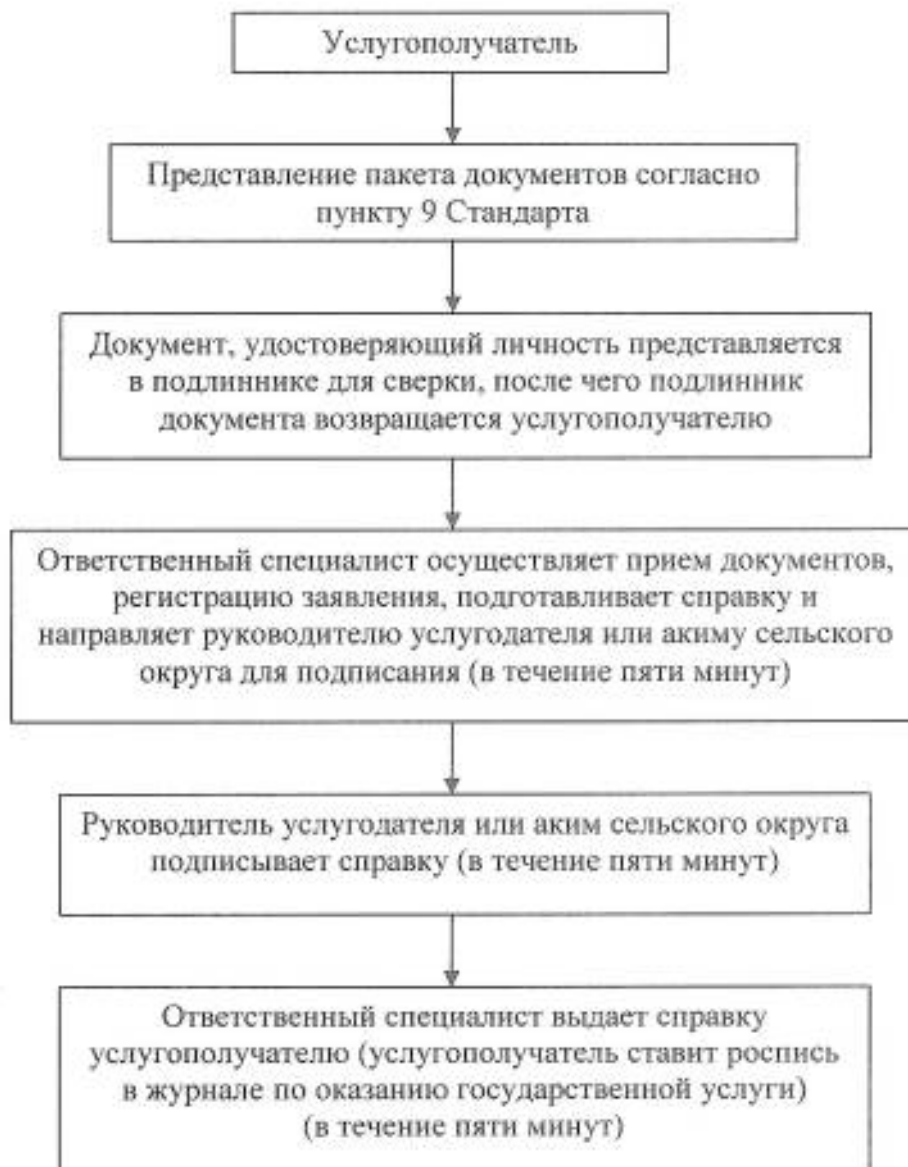 Услугополучатель
Представление пакета документов согласно
пункту 9 Стандарта
Документ, удостоверяющий личность представляется
в подлиннике для сверки, после чего подлинник
документа возвращается услугополучателю
Ответственный специалист осуществляет прием документов,
регистрацию заявления, подготавливает справку и
направляет руководителю услугодателя или акиму сельского
округа для подписания (в течение пяти минут)
Руководитель услугодателя или аким сельского округа
подписывает справку (в течение пяти минут)
Ответственный специалист выдает справку
услугополучателю (услугополучатель ставит роспись
в журнале по оказанию государственной услуги)
(в течение пяти минут)